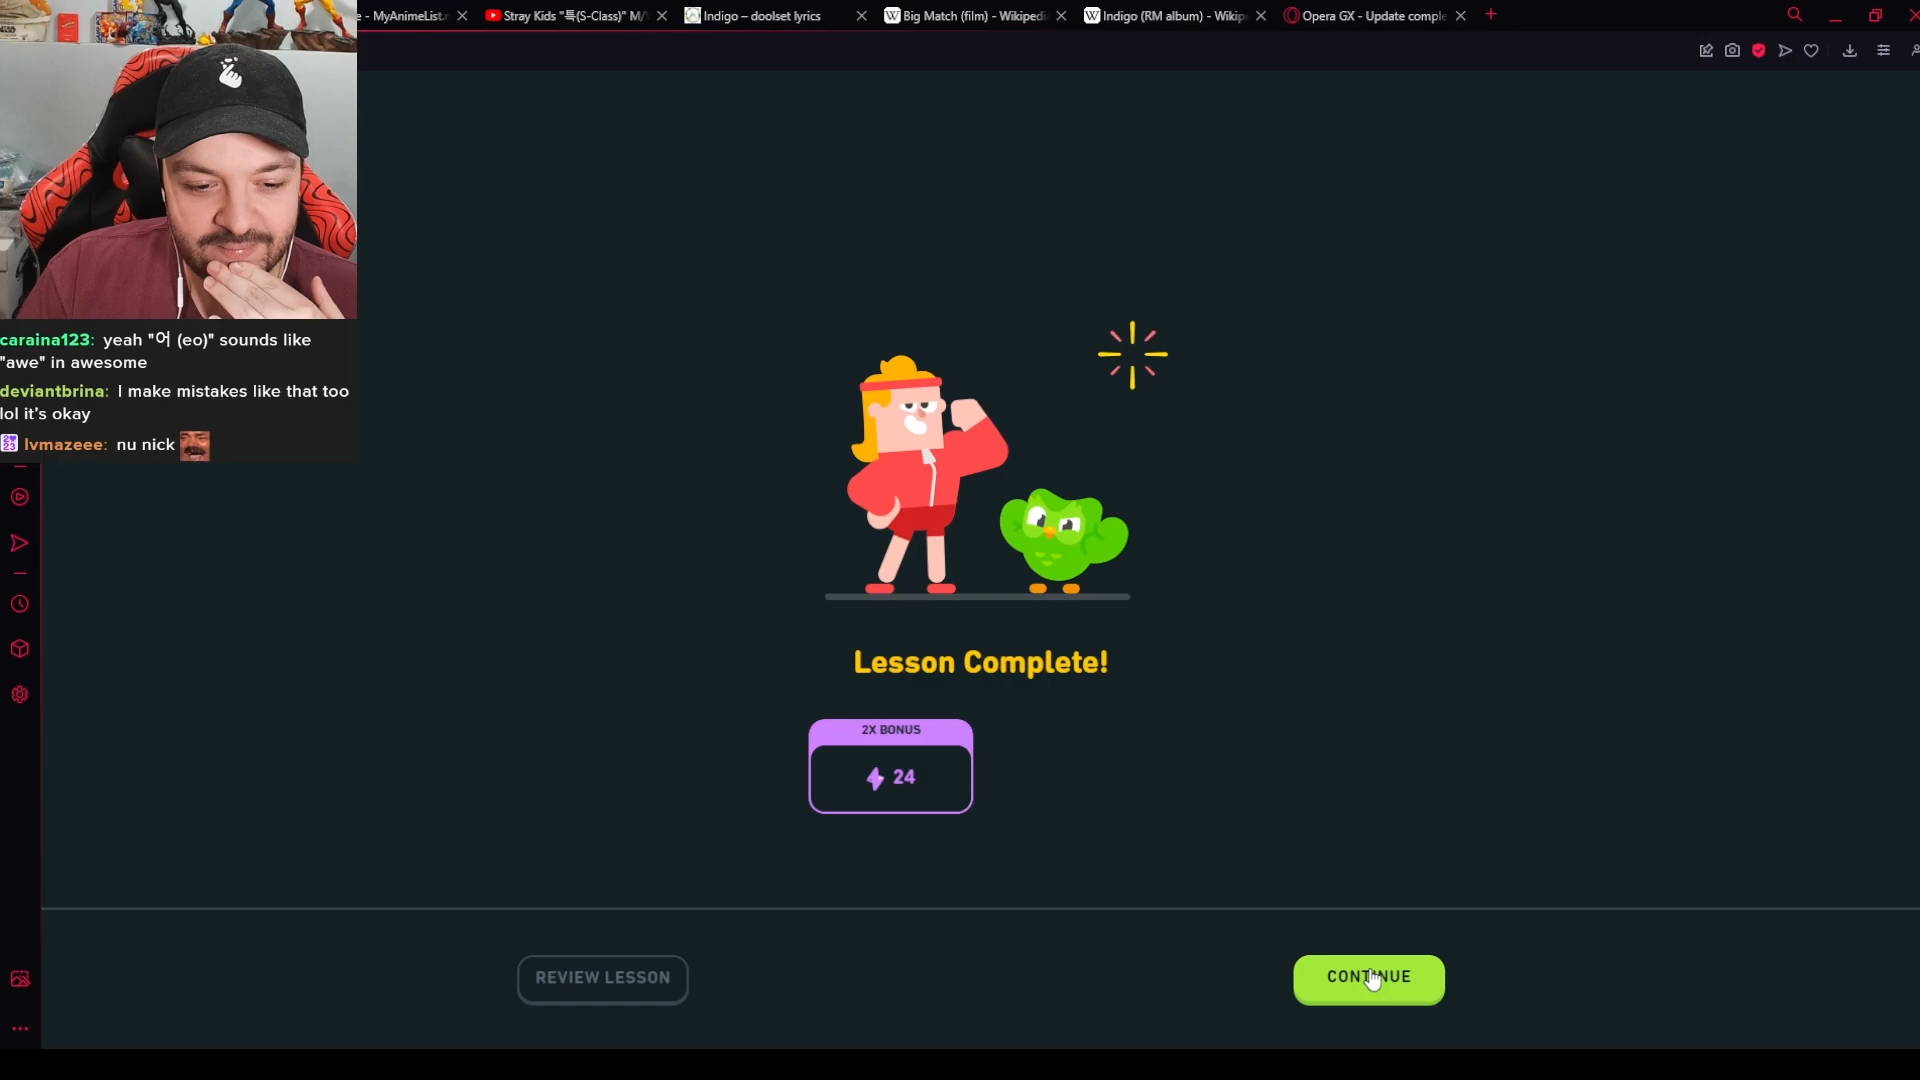 e - MyAnimeList.r
Stray Kids "특(S-Class)" M/
Indigo – doolset lyrics
Big Match (film) - Wikipedi
Indigo (RM album) - Wikip
Opera GX - Update comple
caraina123: yeah "어 (eo)" sounds like
"awe" in awesome
deviantbrina: I make mistakes like that too
lol it's okay
lvmazeee: nu nick
Lesson Complete!
2X BONUS
24
REVIEW LESSON
CONTINUE